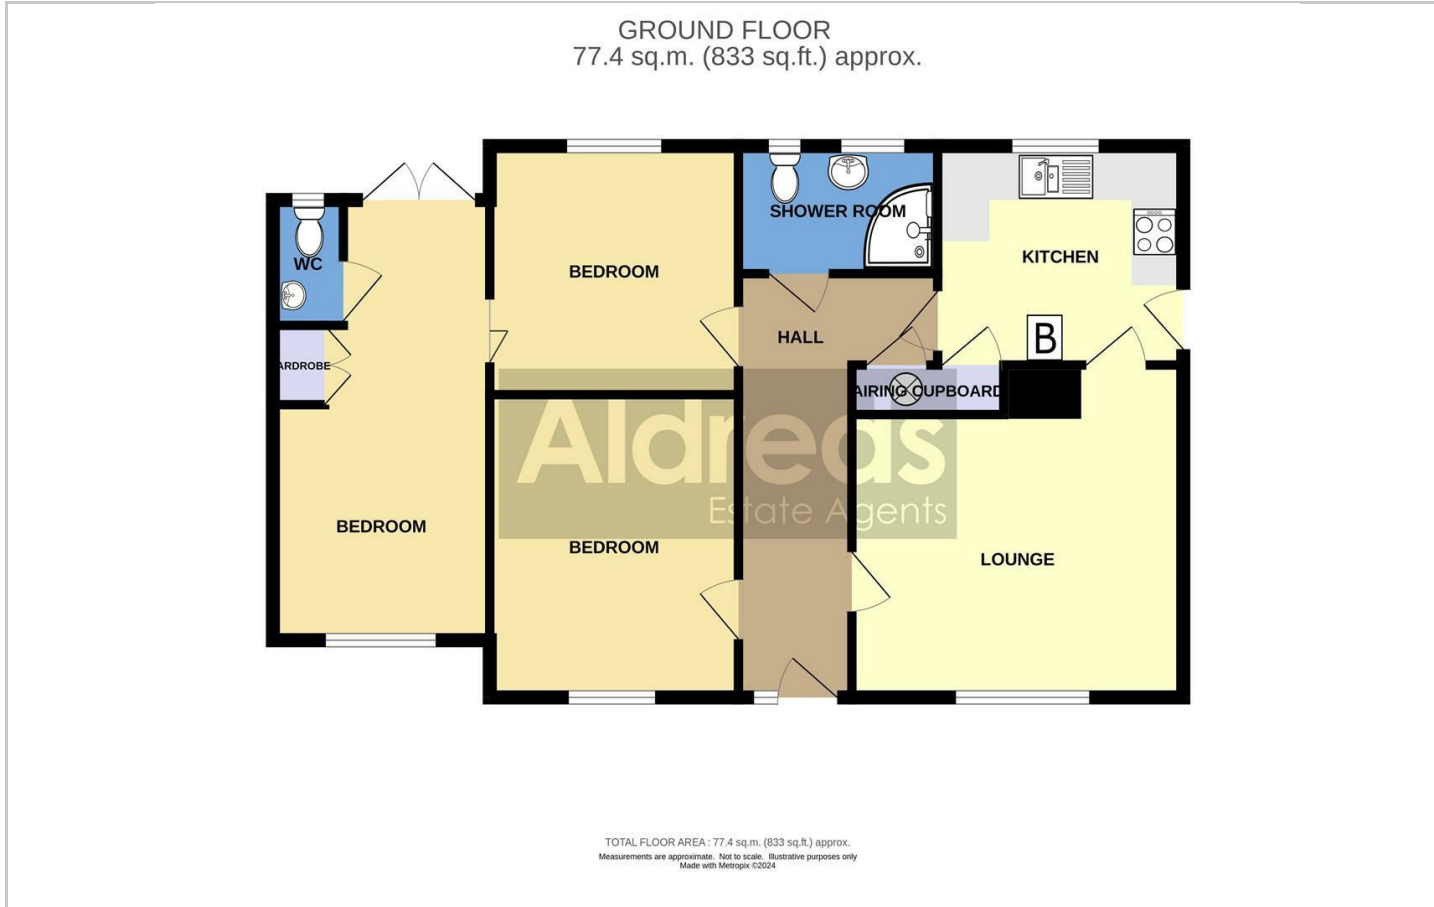 GROUND FLOOR
77.4 sq.m. (833 sq.ft.) approx.
SHOWER ROOM
WC
KITCHEN
BEDROOM
HALL
B
ARDROBE
AIRING CUPBOARD
Aldreds
Estate Agents
BEDROOM
BEDROOM
LOUNGE
TOTAL FLOOR AREA : 77.4 sq.m. (833 sq.ft.) approx.
Measurements are approximate. Not to scale. Illustrative purposes only
Made with Metropix ©2024